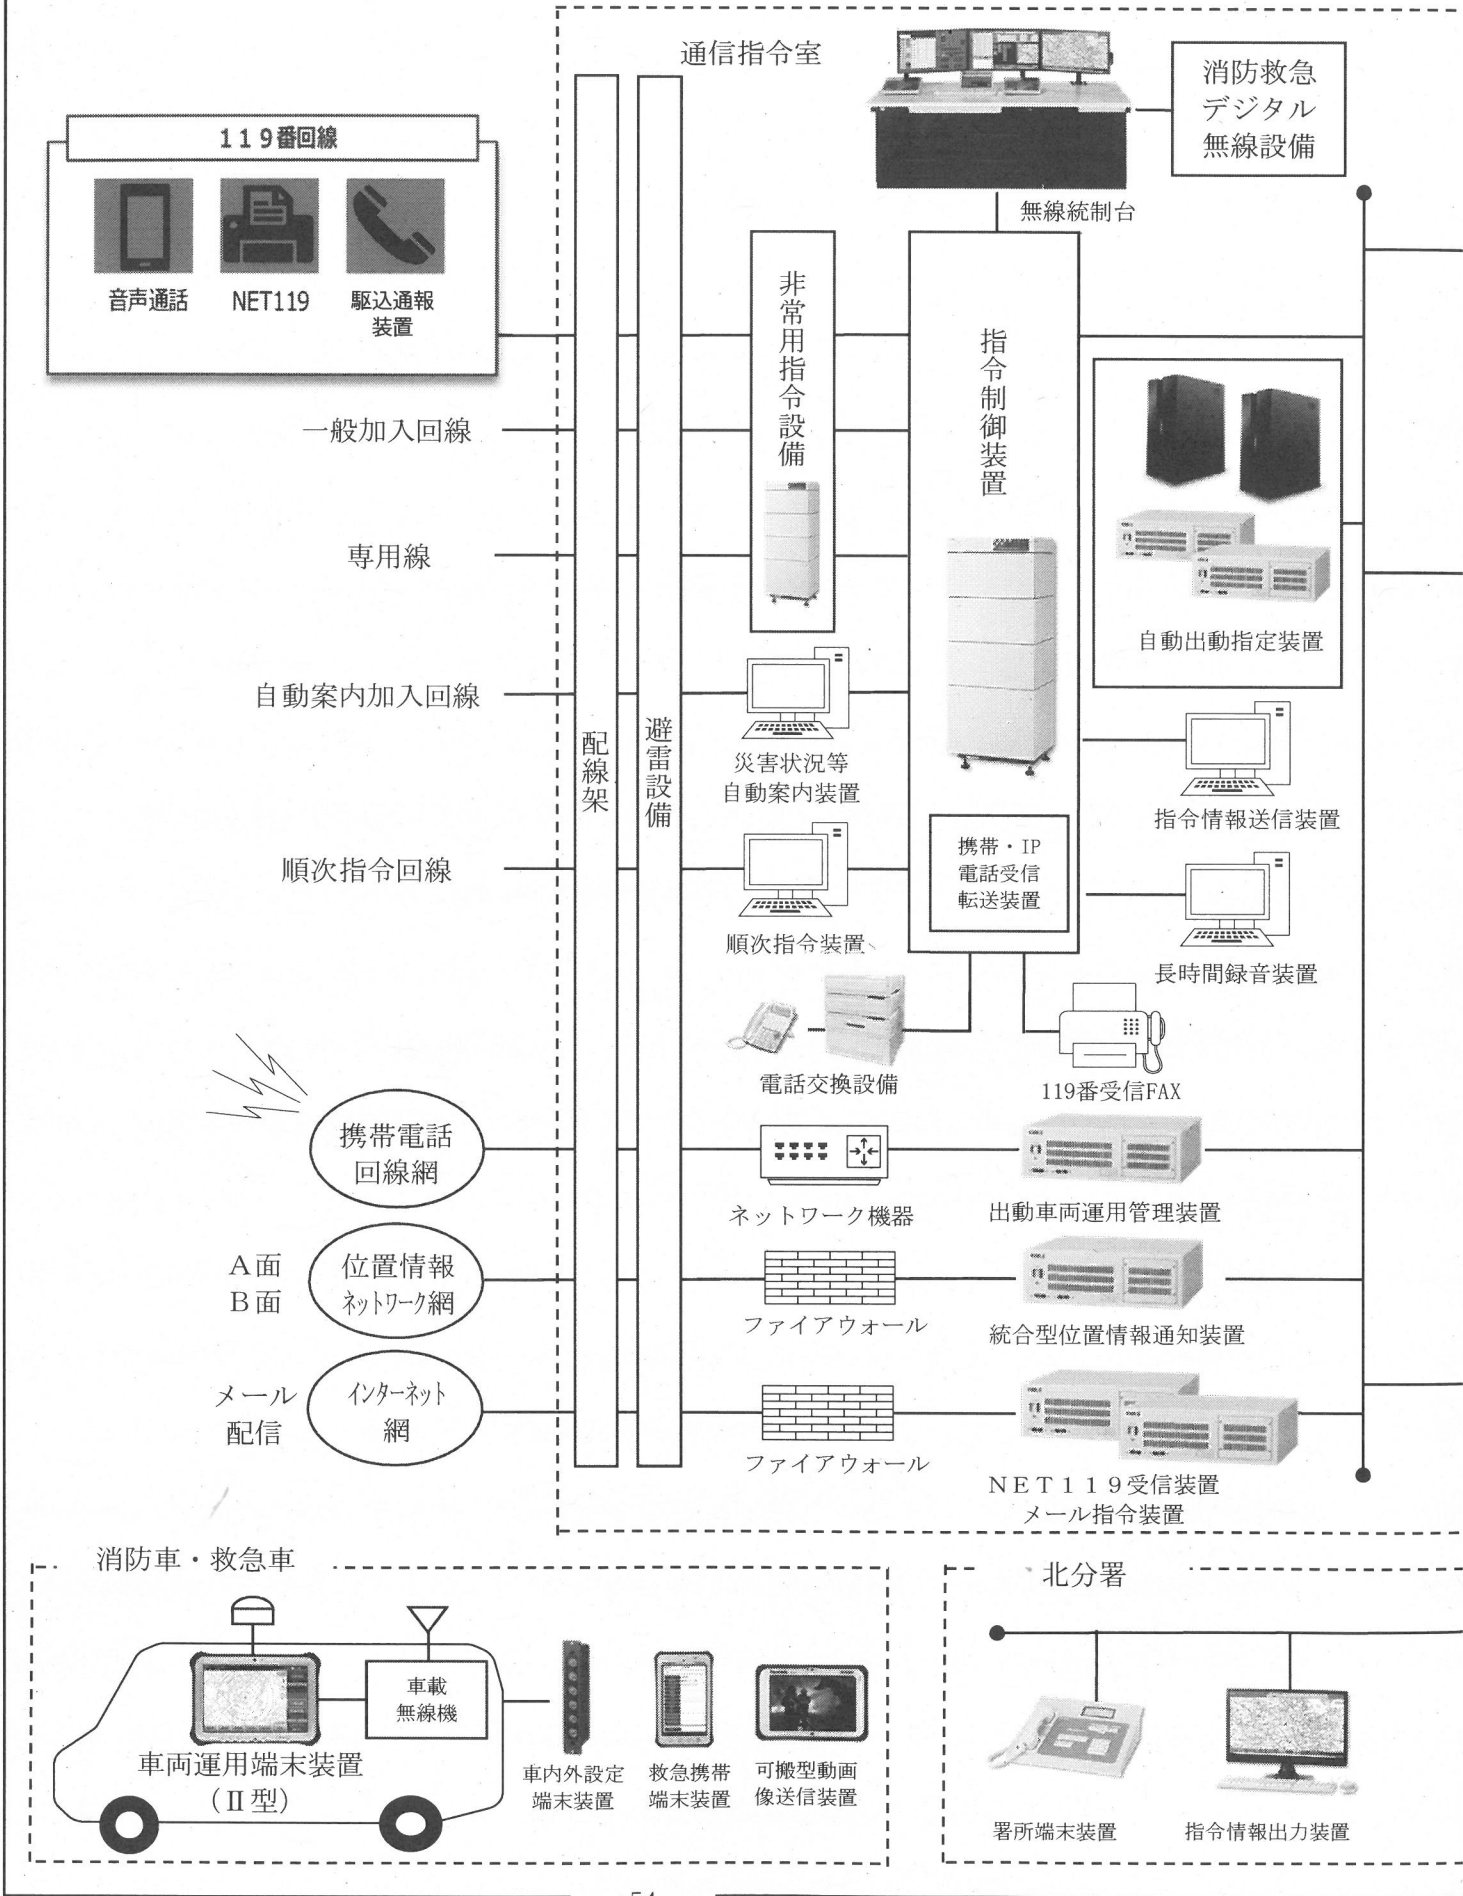 通信指令室
消防救急
デジタル
無線設備
119番回線
無線統制台
音声通話
NET119
駆込通報
装置
非常用指令設備
指令制御装置
一般加入回線
専用線
自動出動指定装置
自動案内加入回線
配線架
避雷設備
災害状況等
自動案内装置
指令情報送信装置
携帯・IP
電話受信
転送装置
順次指令回線
順次指令装置
長時間録音装置
電話交換設備
119番受信FAX
携帯電話
回線網
ネットワーク機器
出動車両運用管理装置
A面
B面
位置情報
ネットワーク網
ファイアウォール
統合型位置情報通知装置
メール
配信
インターネット
網
ファイアウォール
NET119受信装置
メール指令装置
消防車・救急車
北分署
車載
無線機
車両運用端末装置
(Ⅱ型)
車内外設定
端末装置
救急携帯
端末装置
可搬型動画
像送信装置
署所端末装置
指令情報出力装置